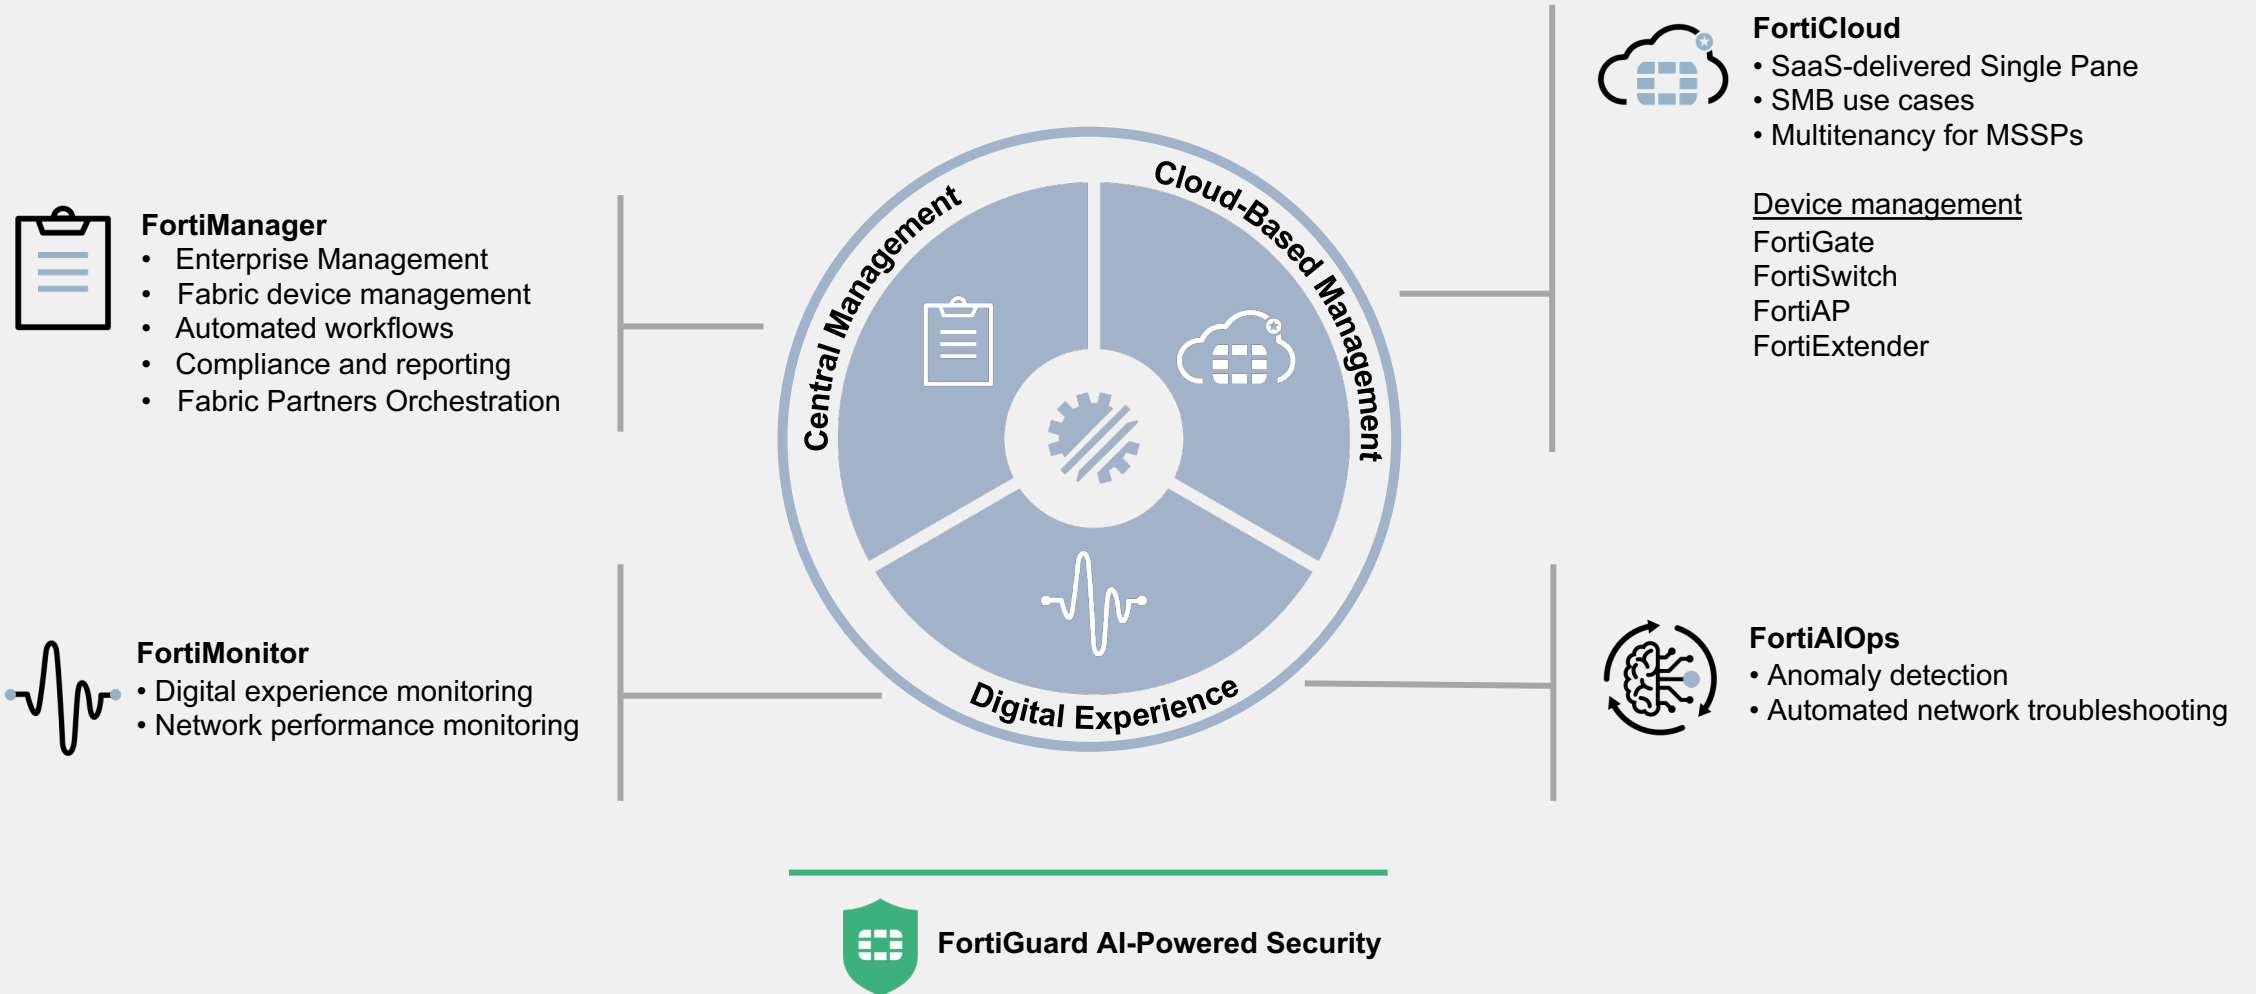 FortiManager
• Enterprise Management
• Fabric device management
• Automated workflows
• Compliance and reporting
• Fabric Partners Orchestration
FortiMonitor
• Digital experience monitoring
• Network performance monitoring
Central Management
Cloud-Based Management
Digital Experience
FortiCloud
• SaaS-delivered Single Pane
• SMB use cases
• Multitenancy for MSSPs
Device management
FortiGate
FortiSwitch
FortiAP
FortiExtender
FortiAIOps
• Anomaly detection
• Automated network troubleshooting
FortiGuard AI-Powered Security